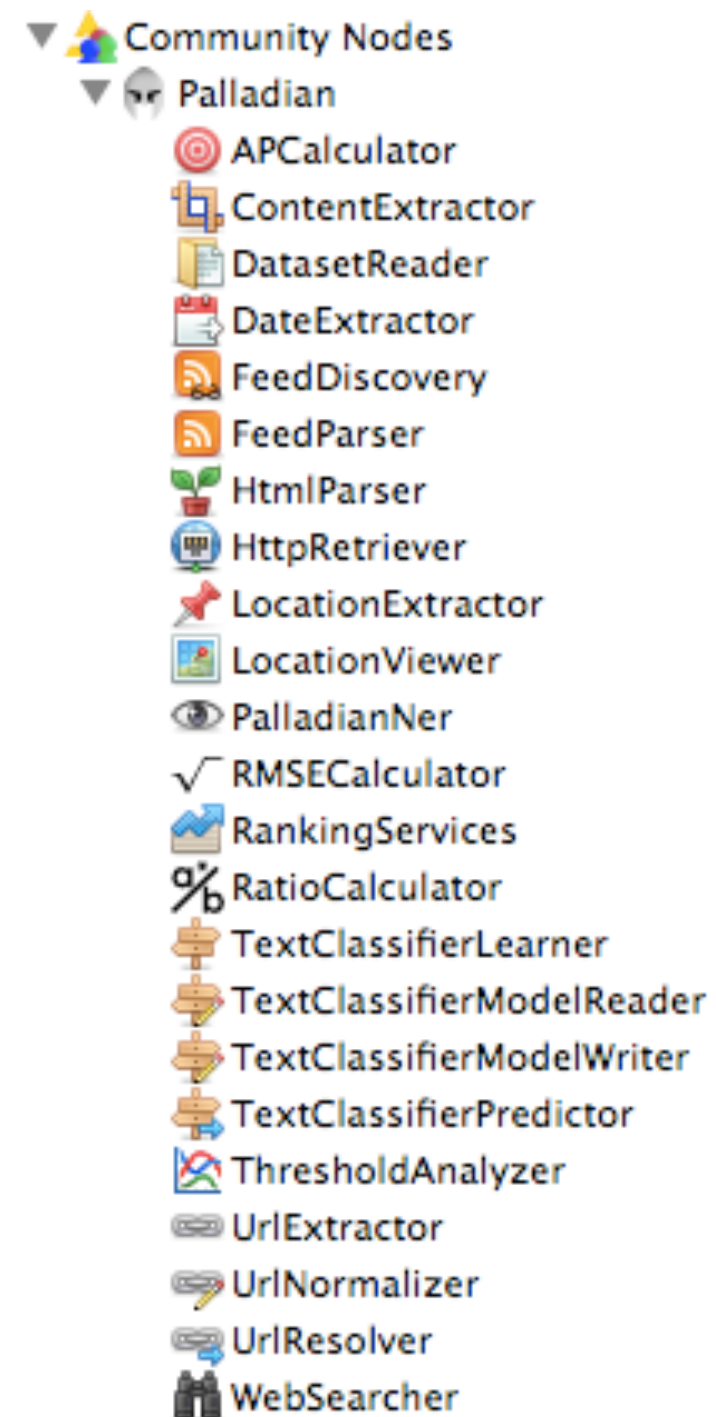 Community Nodes
Palladian
APCalculator
ContentExtractor
DatasetReader
DateExtractor
FeedDiscovery
FeedParser
HtmlParser
HttpRetriever
LocationExtractor
LocationViewer
PalladianNer
RMSECalculator
RankingServices
a/b RatioCalculator
TextClassifierLearner
TextClassifierModelReader
TextClassifierModelWriter
TextClassifierPredictor
ThresholdAnalyzer
UrlExtractor
UrlNormalizer
UrlResolver
WebSearcher